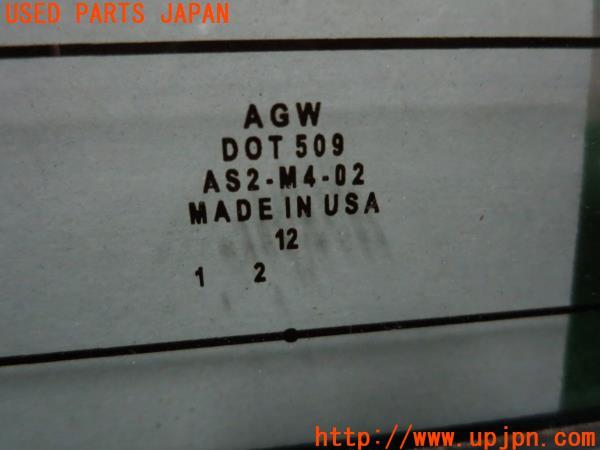 USED PARTS JAPAN
AGW
DOT 509
AS2-M4-02
MADE IN USA
12
1 2
http://www.upjpn.com/